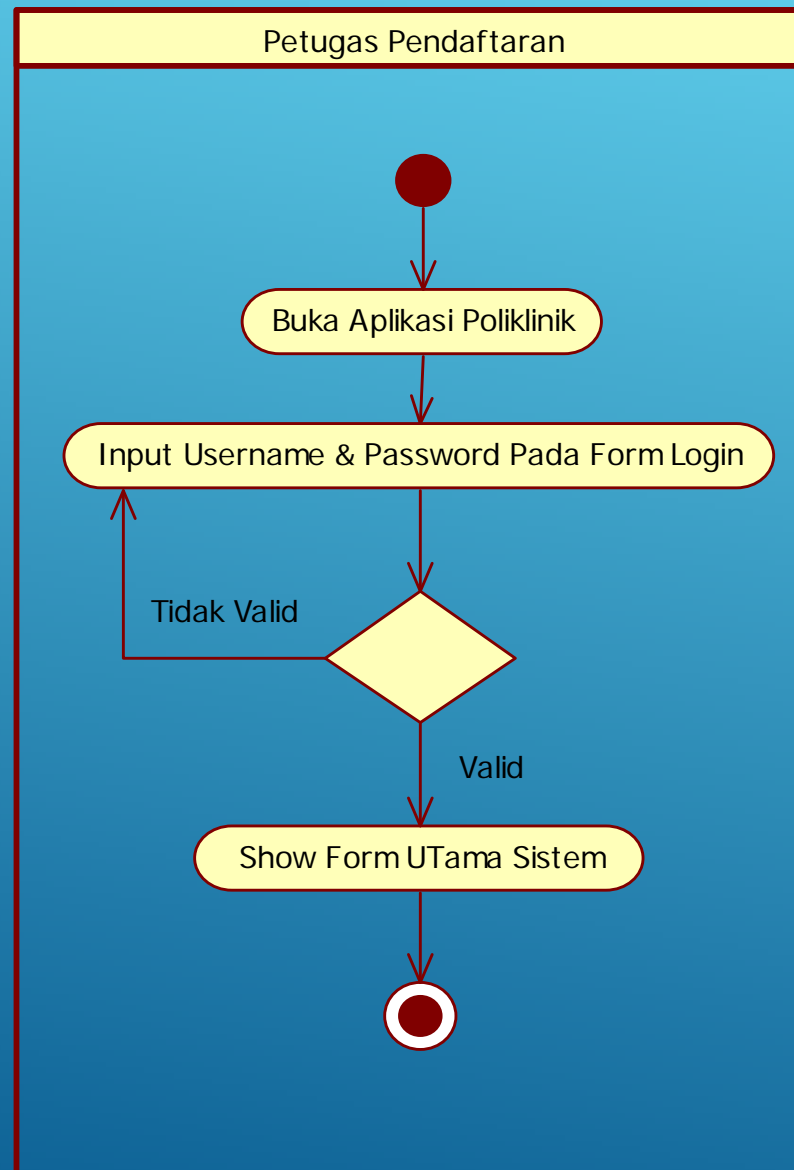 Petugas Pendaftaran
Buka Aplikasi Poliklinik
Input Username & Password Pada Form Login
Tidak Valid
Valid
Show Form UTama Sistem